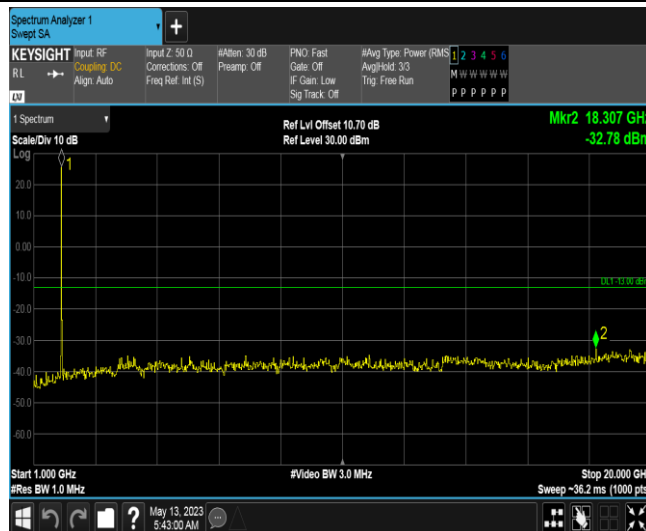 Spectrum Analyzer 1
Swept SA
+
KEYSIGHT
RL
LXI
Input: RF
Coupling: DC
Align: Auto
Input Z: 50 Ω
Corrections: Off
Freq Ref: Int (S)
#Atten: 30 dB
Preamp: Off
PNO: Fast
Gate: Off
IF Gain: Low
Sig Track: Off
#Avg Type: Power (RMS
Avg|Hold: 3/3
Trig: Free Run
1 2 3 4 5 6
M W W W W W
P P P P P P
1 Spectrum
Scale/Div 10 dB
Log
Ref Lvl Offset 10.70 dB
Ref Level 30.00 dBm
Mkr2 18.307 GHz
-32.78 dBm
1
20.0
10.0
0.00
-10.0
DL1 -13.00 dBm
-20.0
-30.0
2
-40.0
-50.0
-60.0
Start 1.000 GHz
#Res BW 1.0 MHz
#Video BW 3.0 MHz
Stop 20.000 GHz
Sweep ~36.2 ms (1000 pts
?
May 13, 2023
5:43:00 AM